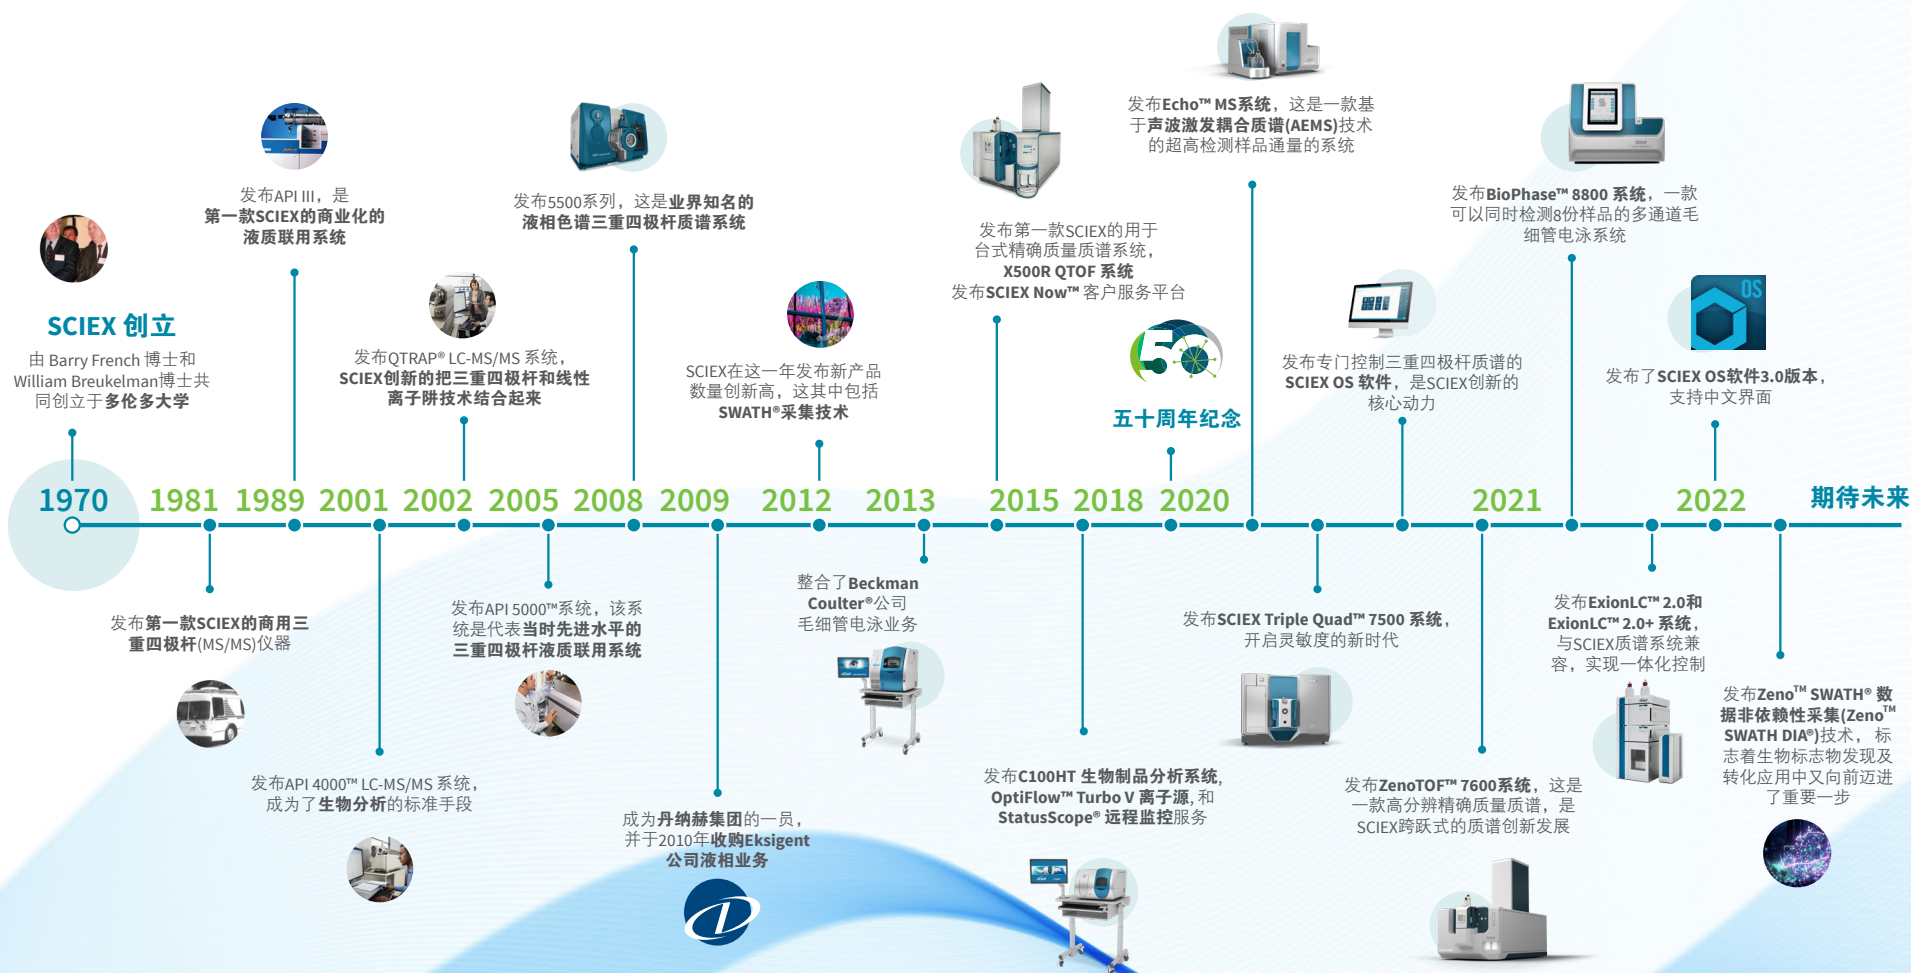 SCIEX 创立
由 Barry French 博士和
William Breukelman博士共
同创立于多伦多大学
1970
1981
发布第一款SCIEX的商用三
重四极杆(MS/MS)仪器
发布API III，是
第一款SCIEX的商业化的
液质联用系统
1989
2001
发布API 4000™ LC-MS/MS 系统，
成为了生物分析的标准手段
发布QTRAP® LC-MS/MS 系统，
SCIEX创新的把三重四极杆和线性
离子阱技术结合起来
2002
2005
发布API 5000™系统，该系
统是代表当时先进水平的
三重四极杆液质联用系统
发布5500系列，这是业界知名的
液相色谱三重四极杆质谱系统
2008
2009
成为丹纳赫集团的一员，
并于2010年收购Eksigent
公司液相业务
SCIEX在这一年发布新产品
数量创新高，这其中包括
SWATH®采集技术
2012
2013
整合了Beckman
Coulter®公司
毛细管电泳业务
发布第一款SCIEX的用于
台式精确质量质谱系统，
X500R QTOF 系统
发布SCIEX Now™ 客户服务平台
2015
2018
发布C100HT 生物制品分析系统,
OptiFlow™ Turbo V 离子源, 和
StatusScope® 远程监控服务
50
五十周年纪念
2020
发布Echo™ MS系统，这是一款基
于声波激发耦合质谱(AEMS)技术
的超高检测样品通量的系统
发布SCIEX Triple Quad™ 7500 系统，
开启灵敏度的新时代
发布专门控制三重四极杆质谱的
SCIEX OS 软件，是SCIEX创新的
核心动力
2021
发布ZenoTOF™ 7600系统，这是
一款高分辨精确质量质谱，是
SCIEX跨跃式的质谱创新发展
发布BioPhase™ 8800 系统，一款
可以同时检测8份样品的多通道毛
细管电泳系统
发布ExionLC™ 2.0和
ExionLC™ 2.0+ 系统，
与SCIEX质谱系统兼
容，实现一体化控制
OS
发布了SCIEX OS软件3.0版本，
支持中文界面
2022
发布Zeno™ SWATH® 数
据非依赖性采集(Zeno™
SWATH DIA®)技术，标
志着生物标志物发现及
转化应用中又向前迈进
了重要一步
期待未来